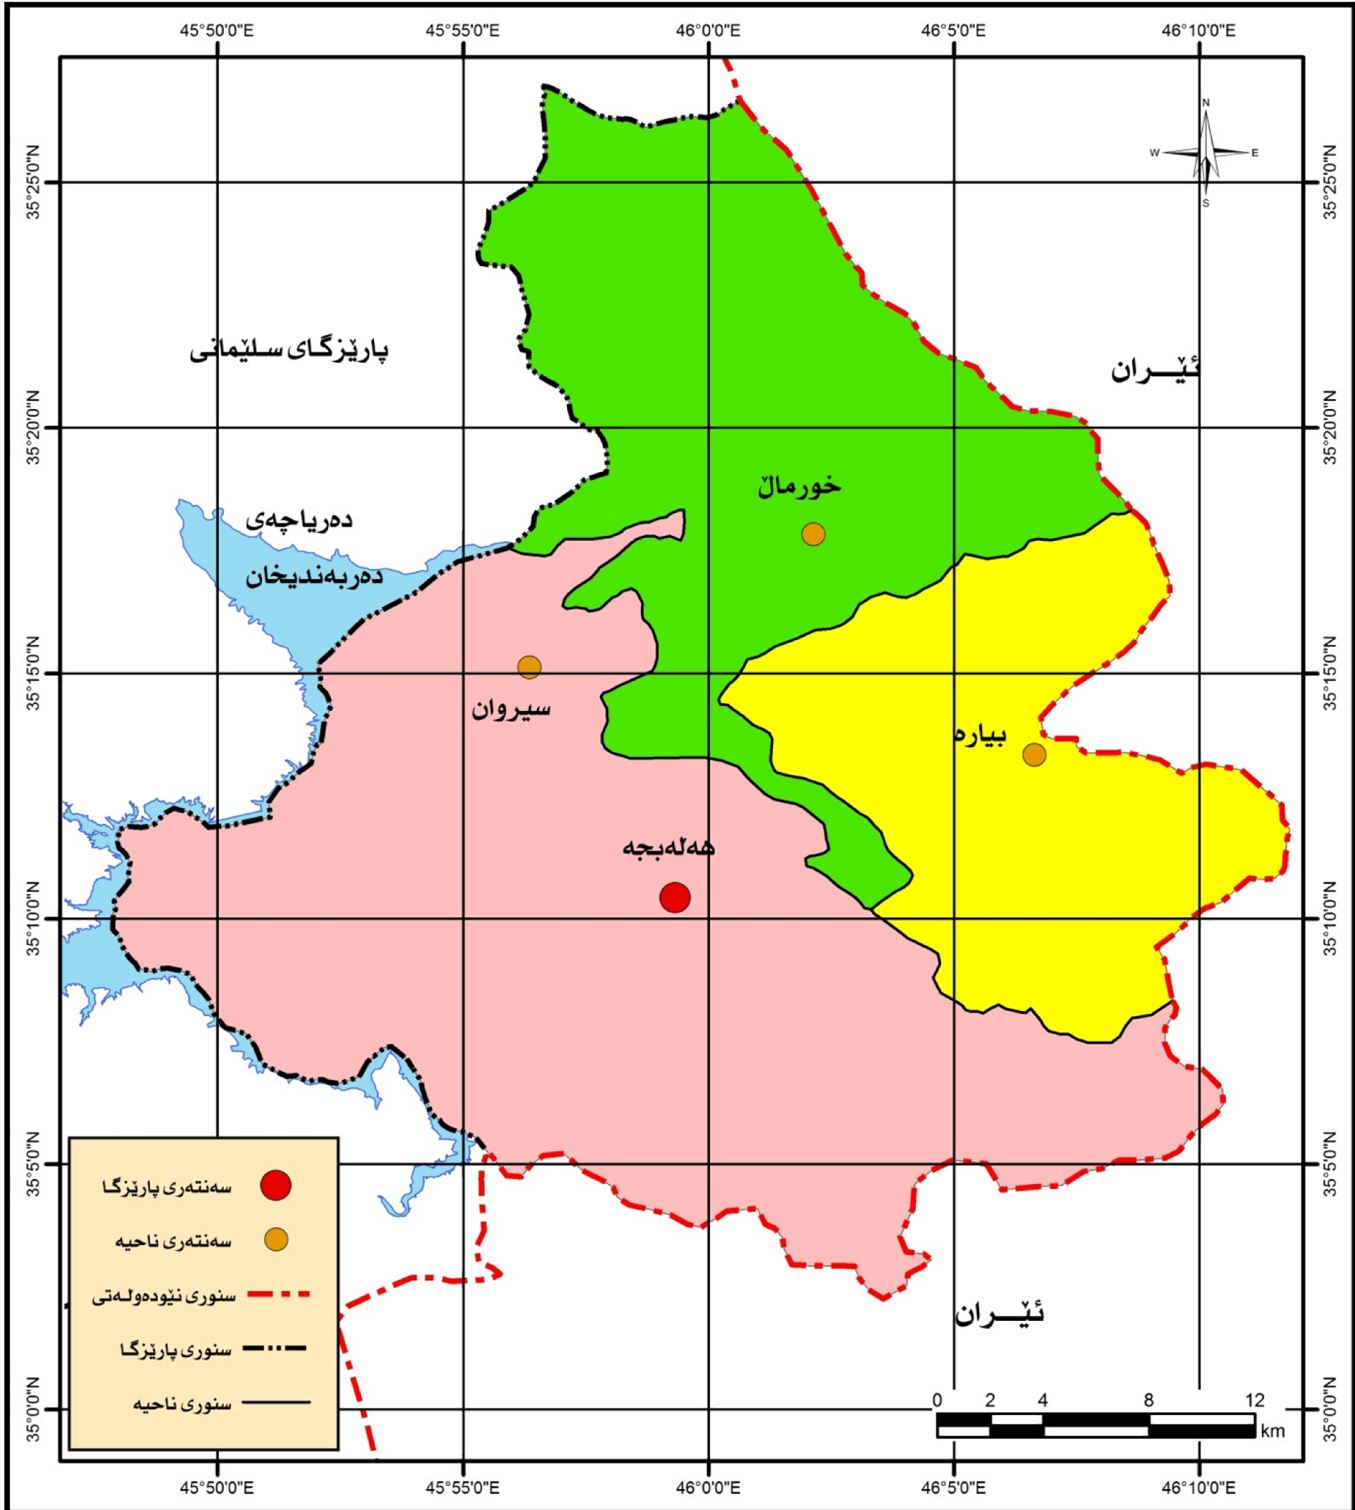 45°50'0"E
45°55'0"E
46°0'0"E
46°5'0"E
46°10'0"E
N
W
E
S
35°25'0"N
35°25'0"N
پارێزگای سلێمانی
ئێران
35°20'0"N
35°20'0"N
خورماڵ
دەریاچەی
دەربەندیخان
35°15'0"N
35°15'0"N
سیروان
بیارە
هەڵەبجە
35°10'0"N
35°10'0"N
35°5'0"N
35°5'0"N
سەنتەری پارێزگا
سەنتەری ناحیە
سنوری نێودەوڵەتی
سنوری پارێزگا
سنوری ناحیە
ئێران
0 2 4 8 12
km
35°0'0"N
35°0'0"N
45°50'0"E
45°55'0"E
46°0'0"E
46°5'0"E
46°10'0"E